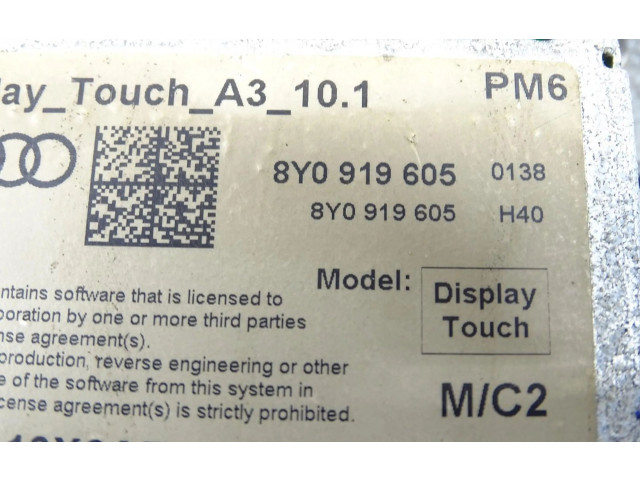 lay_Touch_A3_10.1 PM6
8Y0 919 605 0138
8Y0 919 605 H40
Model: Display Touch
ntains software that is licensed to
poration by one or more third parties
nse agreement(s).
production, reverse engineering or other
e of the software from this system in
cense agreement(s) is strictly prohibited.
M/C2